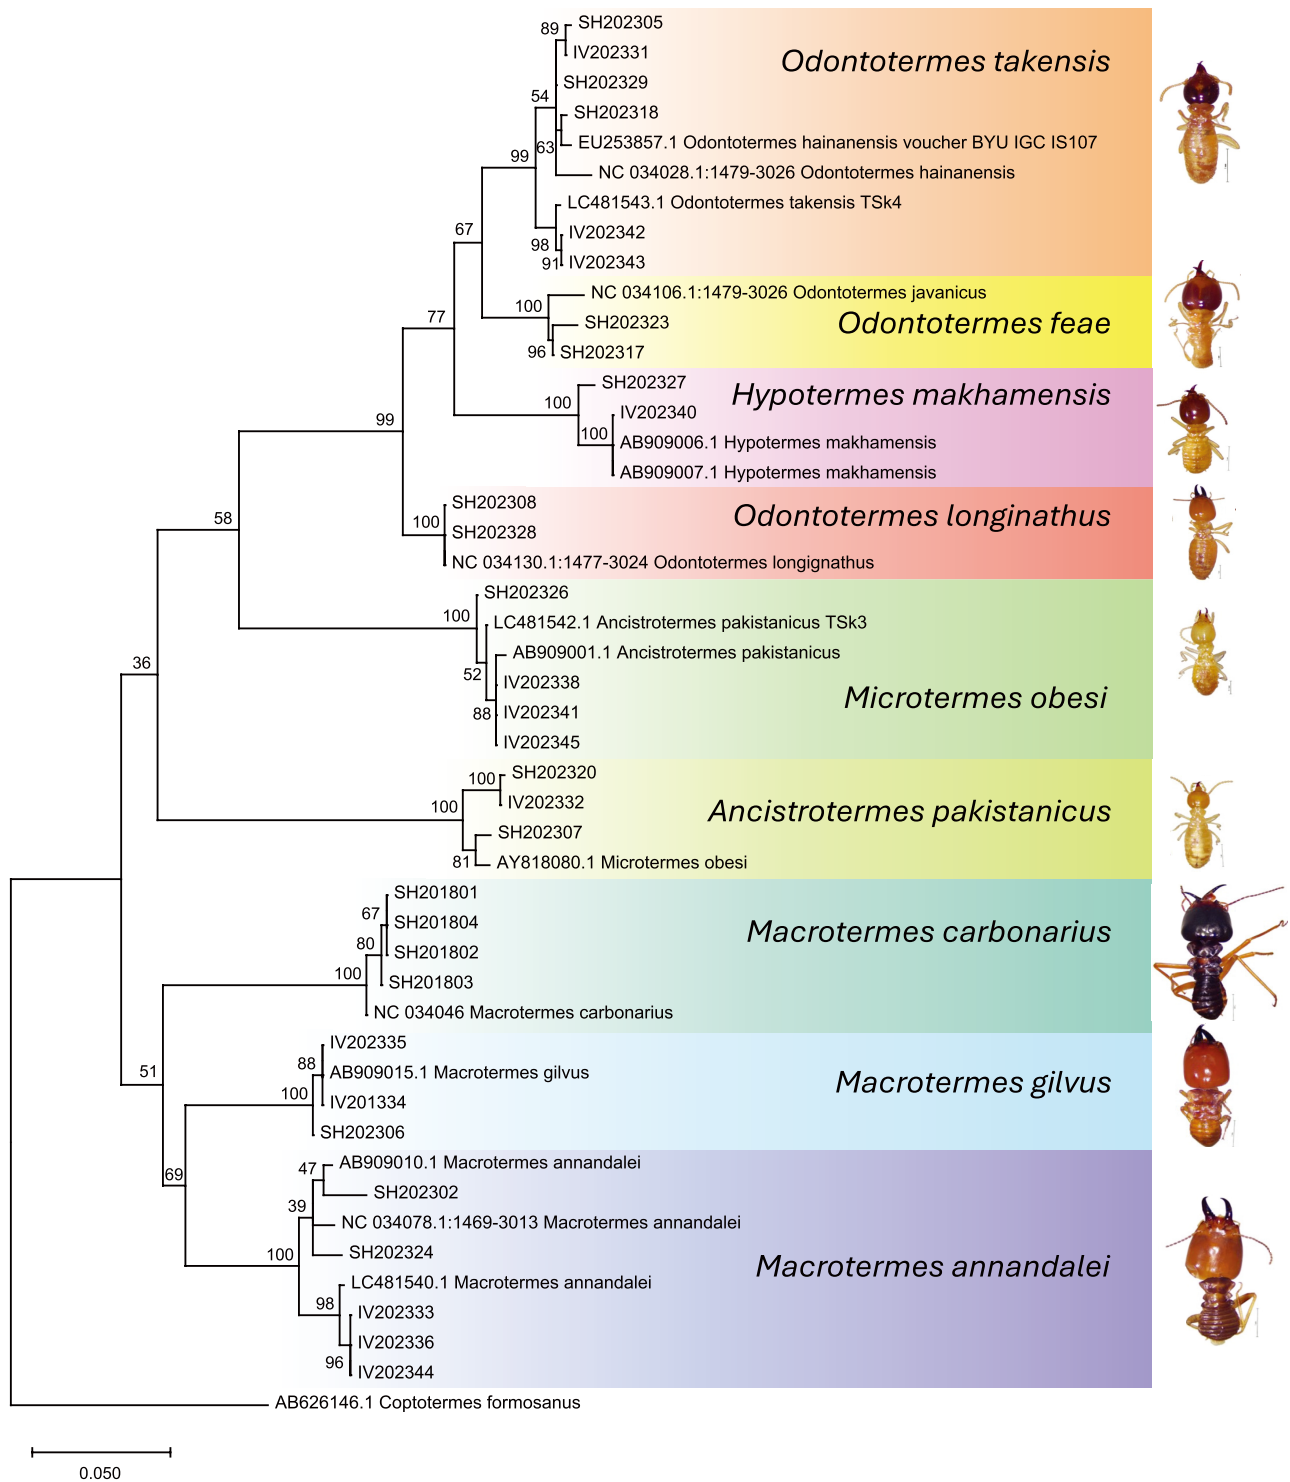 89
SH202305
IV202331
Odontotermes takensis
SH202329
54
SH202318
63
EU253857.1 Odontotermes hainanensis voucher BYU IGC IS107
99
NC 034028.1:1479-3026 Odontotermes hainanensis
LC481543.1 Odontotermes takensis TSk4
67
IV202342
98
91
IV202343
NC 034106.1:1479-3026 Odontotermes javanicus
100
77
SH202323
Odontotermes feae
96
SH202317
SH202327
Hypotermes makhamensis
100
IV202340
99
100
AB909006.1 Hypotermes makhamensis
AB909007.1 Hypotermes makhamensis
SH202308
Odontotermes longinathus
58
100
SH202328
NC 034130.1:1477-3024 Odontotermes longignathus
SH202326
100
LC481542.1 Ancistrotermes pakistanicus TSk3
36
AB909001.1 Ancistrotermes pakistanicus
52
IV202338
Microtermes obesi
88
IV202341
IV202345
100
SH202320
100
IV202332
Ancistrotermes pakistanicus
SH202307
81
AY818080.1 Microtermes obesi
SH201801
67
SH201804
Macrotermes carbonarius
80
SH201802
100
SH201803
NC 034046 Macrotermes carbonarius
IV202335
51
88
AB909015.1 Macrotermes gilvus
Macrotermes gilvus
100
IV201334
SH202306
47
AB909010.1 Macrotermes annandalei
69
SH202302
39
NC 034078.1:1469-3013 Macrotermes annandalei
100
SH202324
Macrotermes annandalei
LC481540.1 Macrotermes annandalei
98
IV202333
IV202336
96
IV202344
AB626146.1 Coptotermes formosanus
0.050